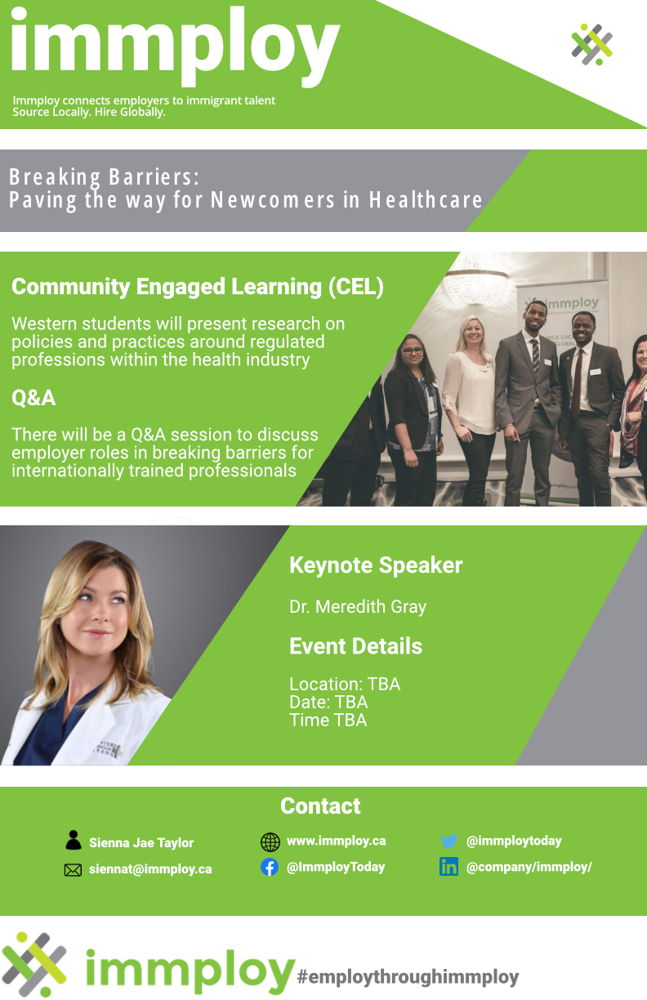 immploy
Immploy connects employers to immigrant talent
Source Locally. Hire Globally.
Breaking Barriers:
Paving the way for Newcomers in Healthcare
Community Engaged Learning (CEL)
Western students will present research on
policies and practices around regulated
professions within the health industry
Q&A
There will be a Q&A session to discuss
employer roles in breaking barriers for
internationally trained professionals
immploy
Keynote Speaker
Dr. Meredith Gray
Event Details
Location: TBA
Date: TBA
Time TBA
Contact
Sienna Jae Taylor
www.immploy.ca
@immploytoday
siennat@immploy.ca
@ImmployToday
@company/immploy/
immploy #employthroughimmploy